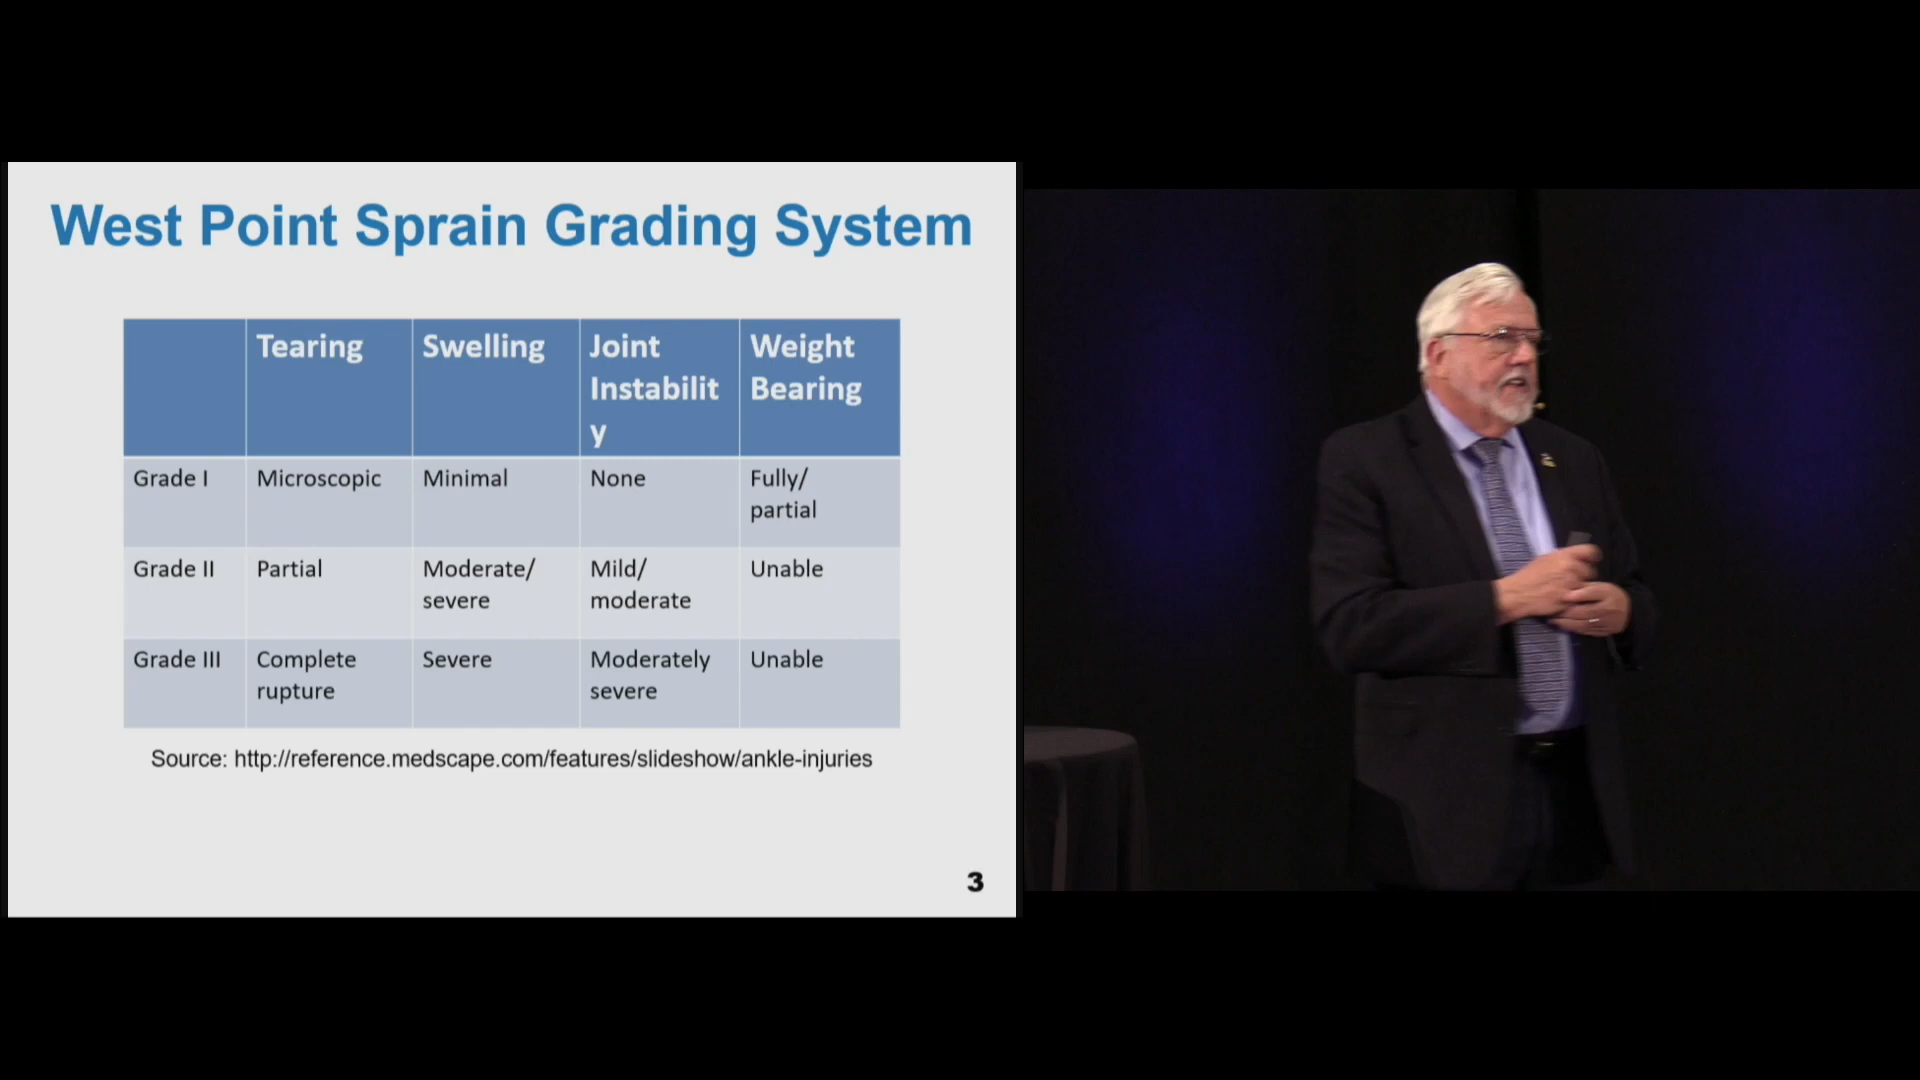 West Point Sprain Grading System
Tearing
Swelling
Joint
Instabilit
y
Weight
Bearing
Grade I
Microscopic
Minimal
None
Fully/
partial
Grade II
Partial
Moderate/
severe
Mild/
moderate
Unable
Grade III
Complete
rupture
Severe
Moderately
severe
Unable
Source: http://reference.medscape.com/features/slideshow/ankle-injuries
3